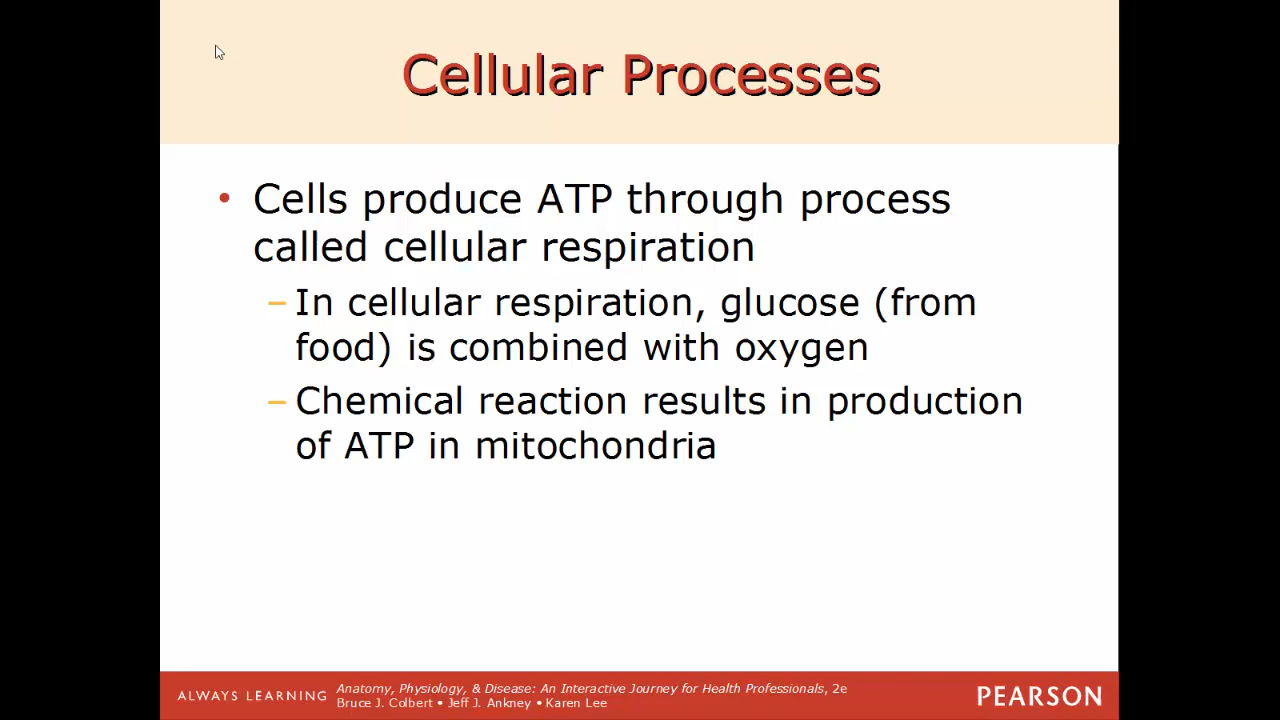 Cellular Processes
• Cells produce ATP through process
called cellular respiration
– In cellular respiration, glucose (from
food) is combined with oxygen
– Chemical reaction results in production
of ATP in mitochondria
ALWAYS LEARNING
Anatomy, Physiology, & Disease: An Interactive Journey for Health Professionals, 2e
Bruce J. Colbert • Jeff J. Ankney • Karen Lee
PEARSON